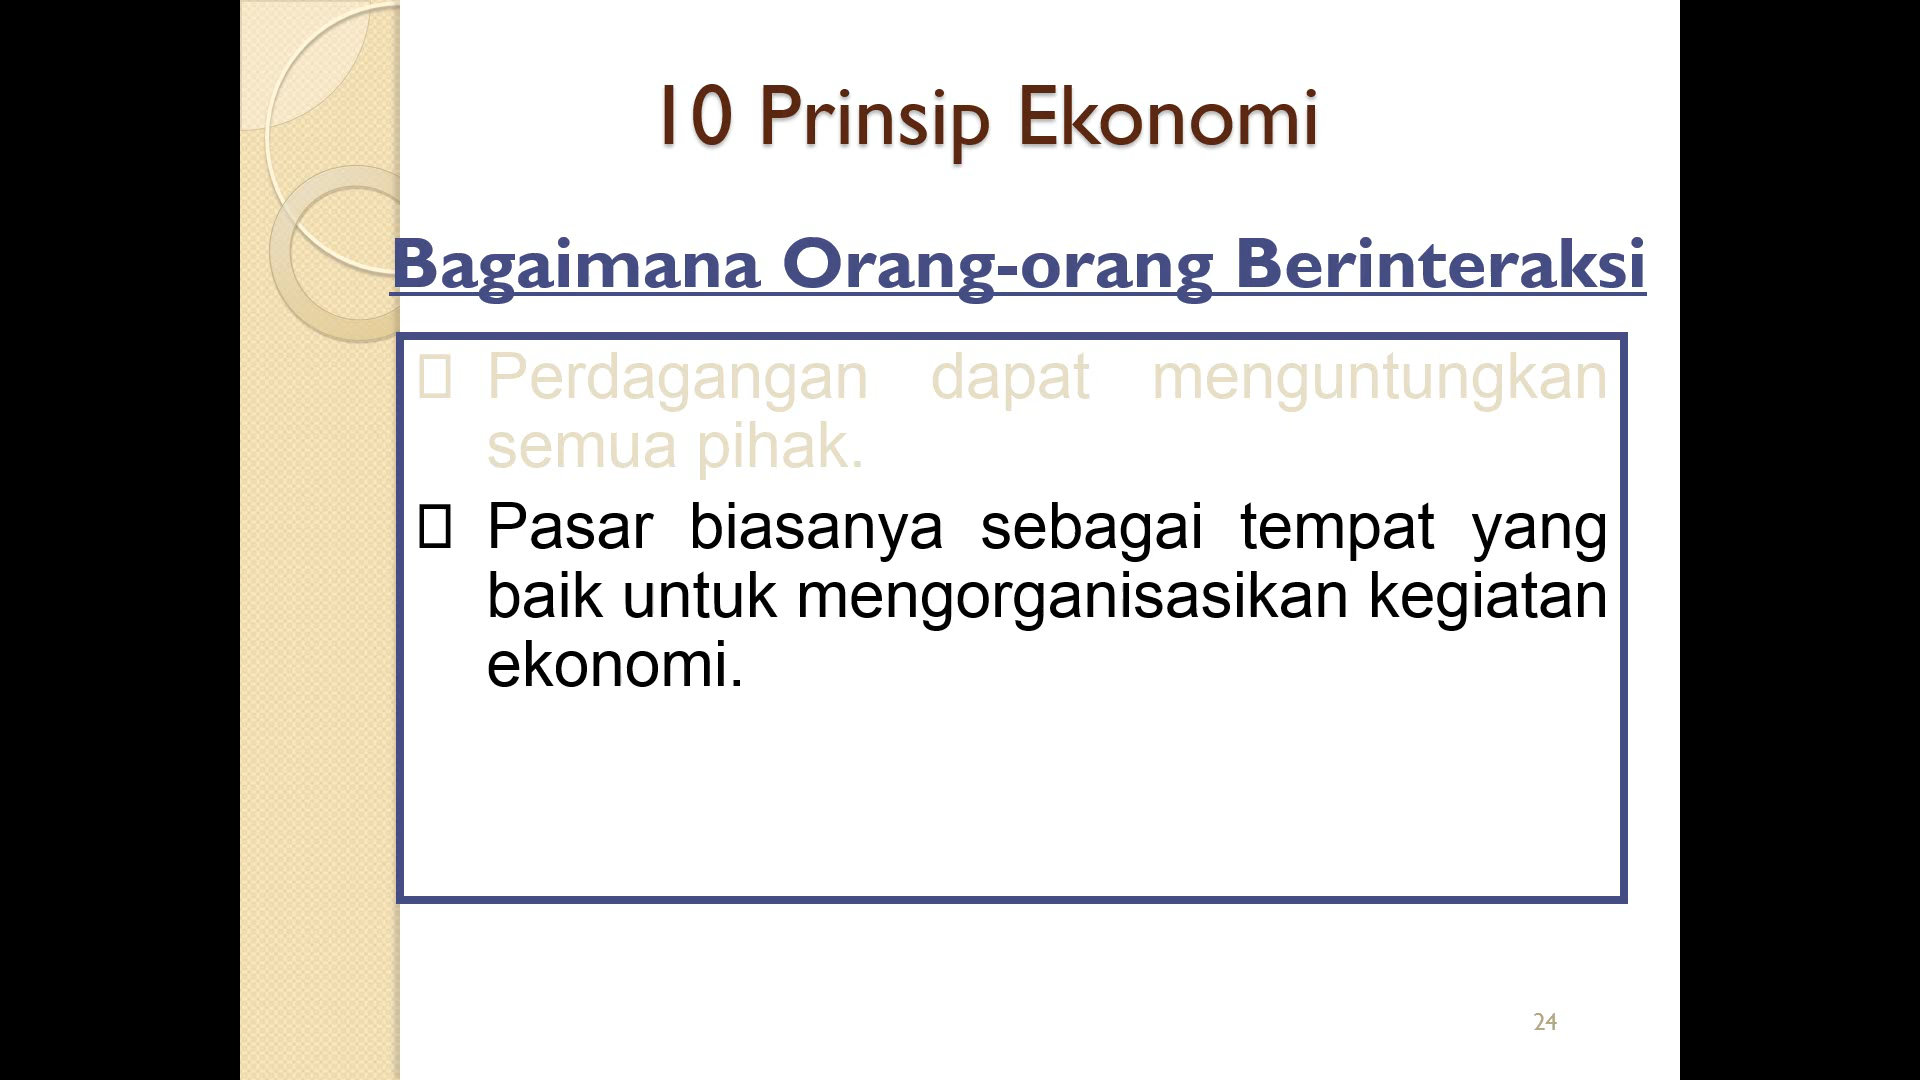 10 Prinsip Ekonomi
Bagaimana Orang-orang Berinteraksi
Perdagangan dapat menguntungkan
semua pihak.
Pasar biasanya sebagai tempat yang
baik untuk mengorganisasikan kegiatan
ekonomi.
24